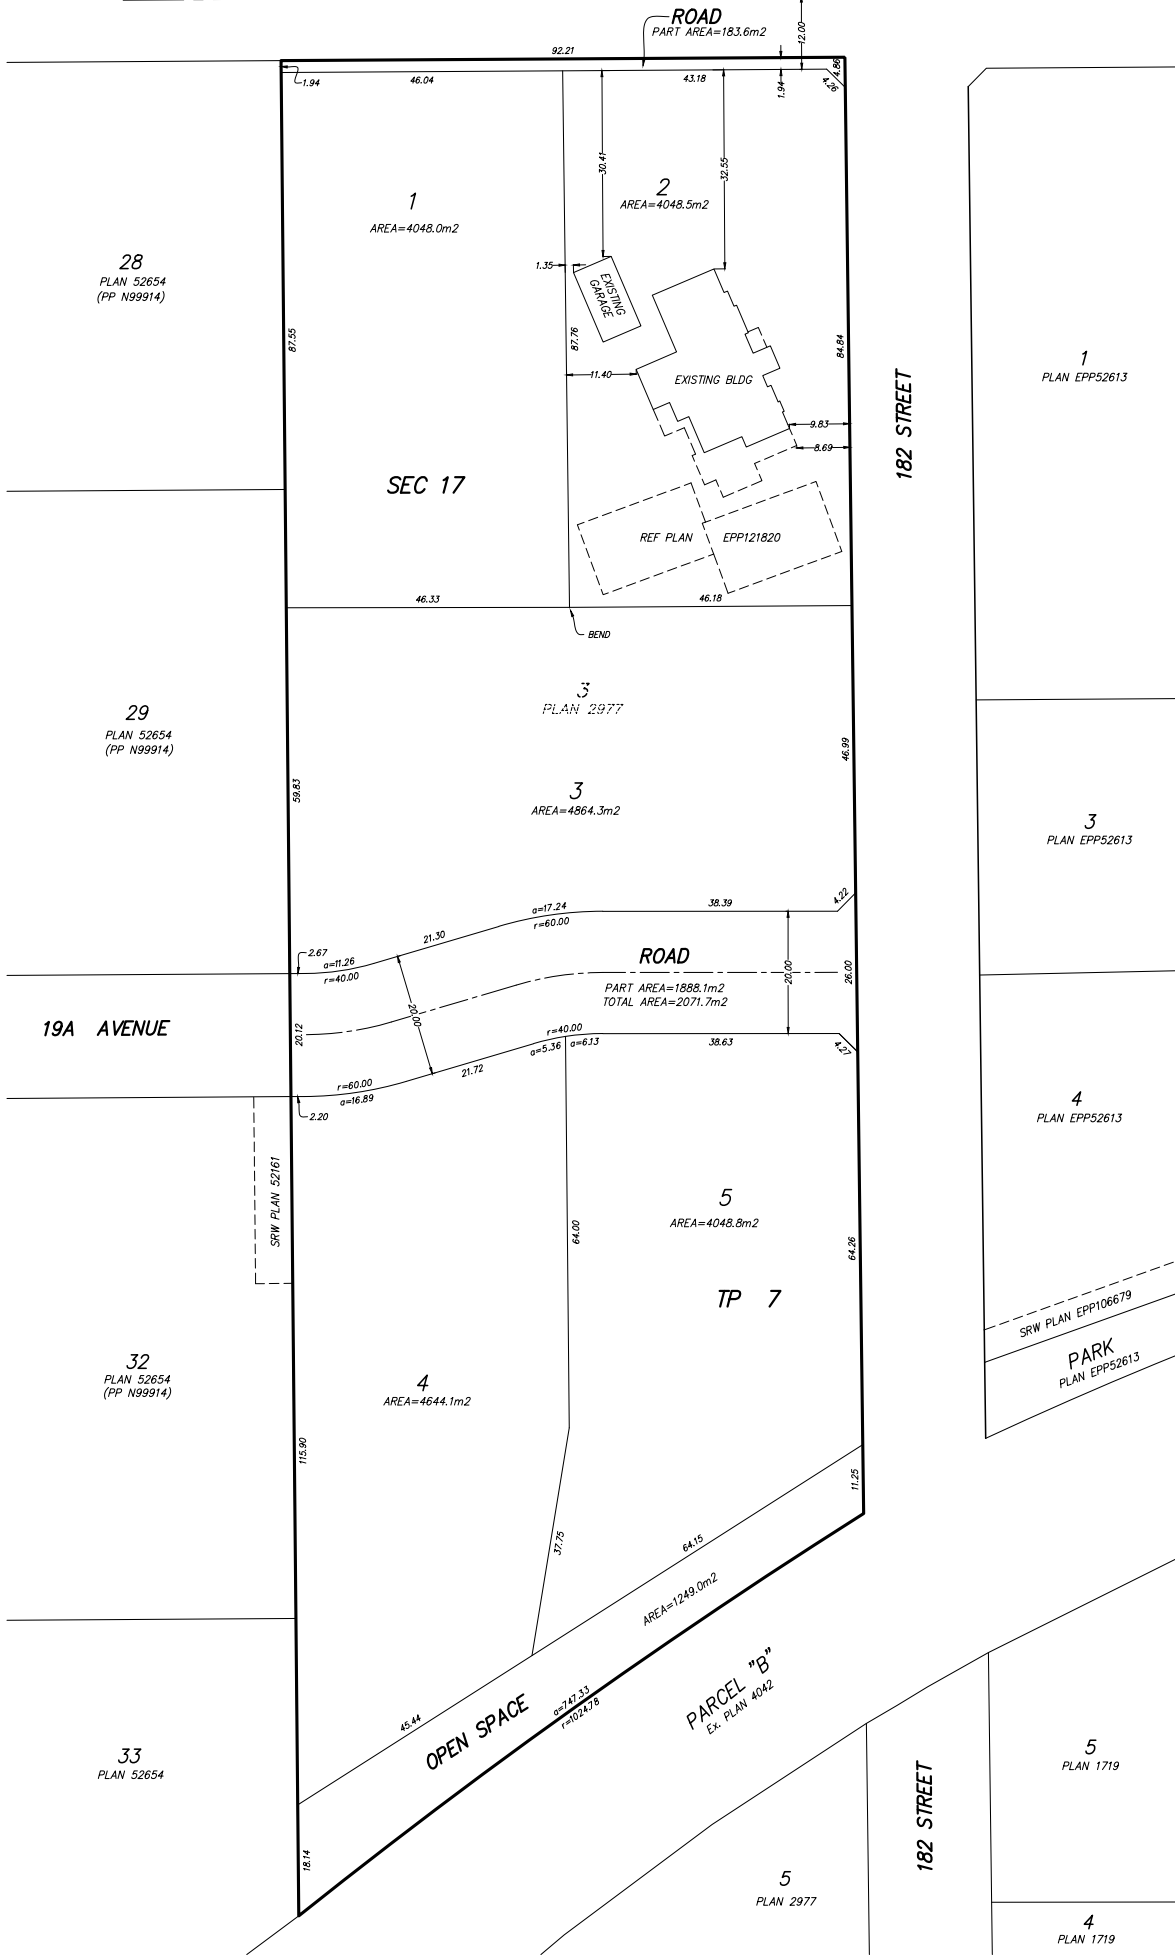 ROAD
PART AREA=183.6m2
12.00
92.21
1.94
46.04
43.18
1.94
4.26
4.86
30.41
32.55
1
AREA=4048.0m2
2
AREA=4048.5m2
28
PLAN 52654
(PP N99914)
1.35
EXISTING
GARAGE
87.55
87.76
84.84
11.40
EXISTING BLDG
9.83
8.69
182 STREET
1
PLAN EPP52613
SEC 17
REF PLAN EPP121820
46.33
46.18
BEND
3
PLAN 2977
29
PLAN 52654
(PP N99914)
59.83
46.99
3
AREA=4864.3m2
3
PLAN EPP52613
a=17.24
r=60.00
38.39
4.22
21.30
2.67
a=11.26
r=40.00
ROAD
PART AREA=1888.1m2
TOTAL AREA=2071.7m2
20.00
26.00
20.00
19A AVENUE
20.12
r=40.00
a=5.36
a=6.13
38.63
4.27
21.72
r=60.00
a=16.89
2.20
4
PLAN EPP52613
SRW PLAN 52161
5
AREA=4048.8m2
64.00
64.26
TP 7
SRW PLAN EPP106679
PARK
PLAN EPP52613
32
PLAN 52654
(PP N99914)
4
AREA=4644.1m2
115.90
11.25
37.75
64.15
AREA=1249.0m2
45.44
OPEN SPACE
a=747.33
r=1024.78
PARCEL "B"
Ex. PLAN 4042
33
PLAN 52654
18.14
182 STREET
5
PLAN 1719
5
PLAN 2977
4
PLAN 1719